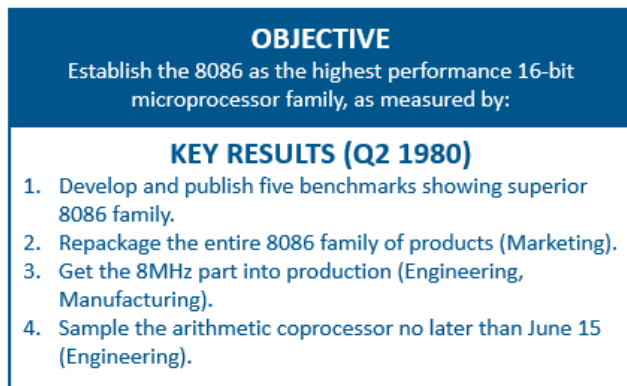 OBJECTIVE
Establish the 8086 as the highest performance 16-bit
microprocessor family, as measured by:
KEY RESULTS (Q2 1980)
1. Develop and publish five benchmarks showing superior
8086 family.
2. Repackage the entire 8086 family of products (Marketing).
3. Get the 8MHz part into production (Engineering,
Manufacturing).
4. Sample the arithmetic coprocessor no later than June 15
(Engineering).